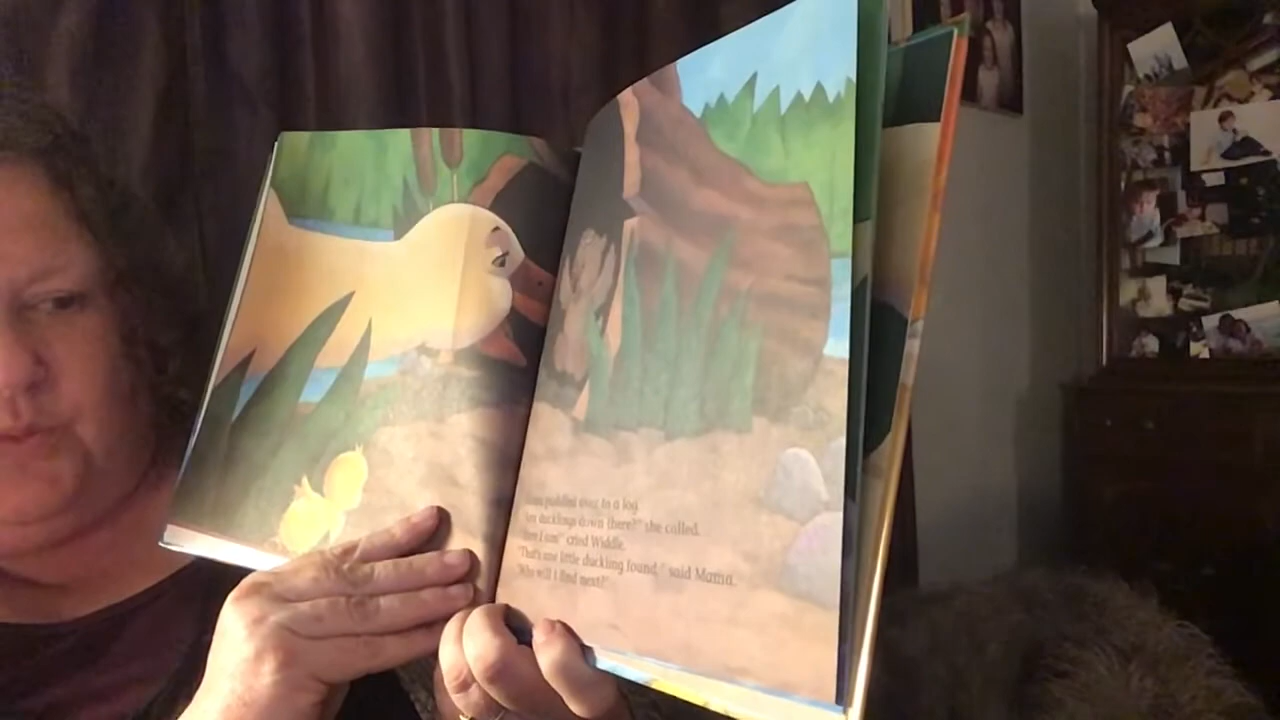 paddled over to a log.
ducklings down there?" she called.
I am!" cried Widdle.
"That's one little duckling found," said Mama.
"Who will I find next?"